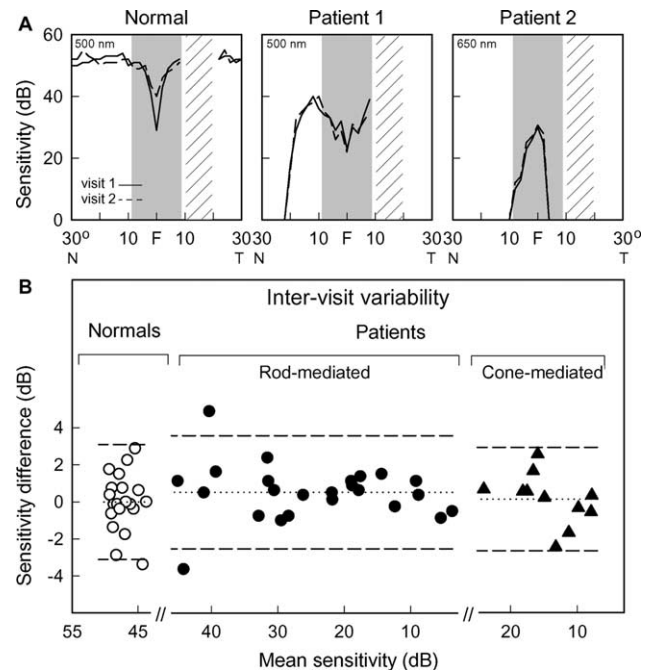 A
Normal
Patient 1
Patient 2
Sensitivity (dB)
60
40
20
0
500 nm
500 nm
650 nm
visit 1
visit 2
30° 10 F 10 30
N T
30 10 F 10 30
N T
30 10 F 10 30°
N T
B
Inter-visit variability
Normals
Patients
Rod-mediated
Cone-mediated
Sensitivity difference (dB)
4
2
0
-2
-4
55 45 // 40 30 20 10 // 20 10
Mean sensitivity (dB)